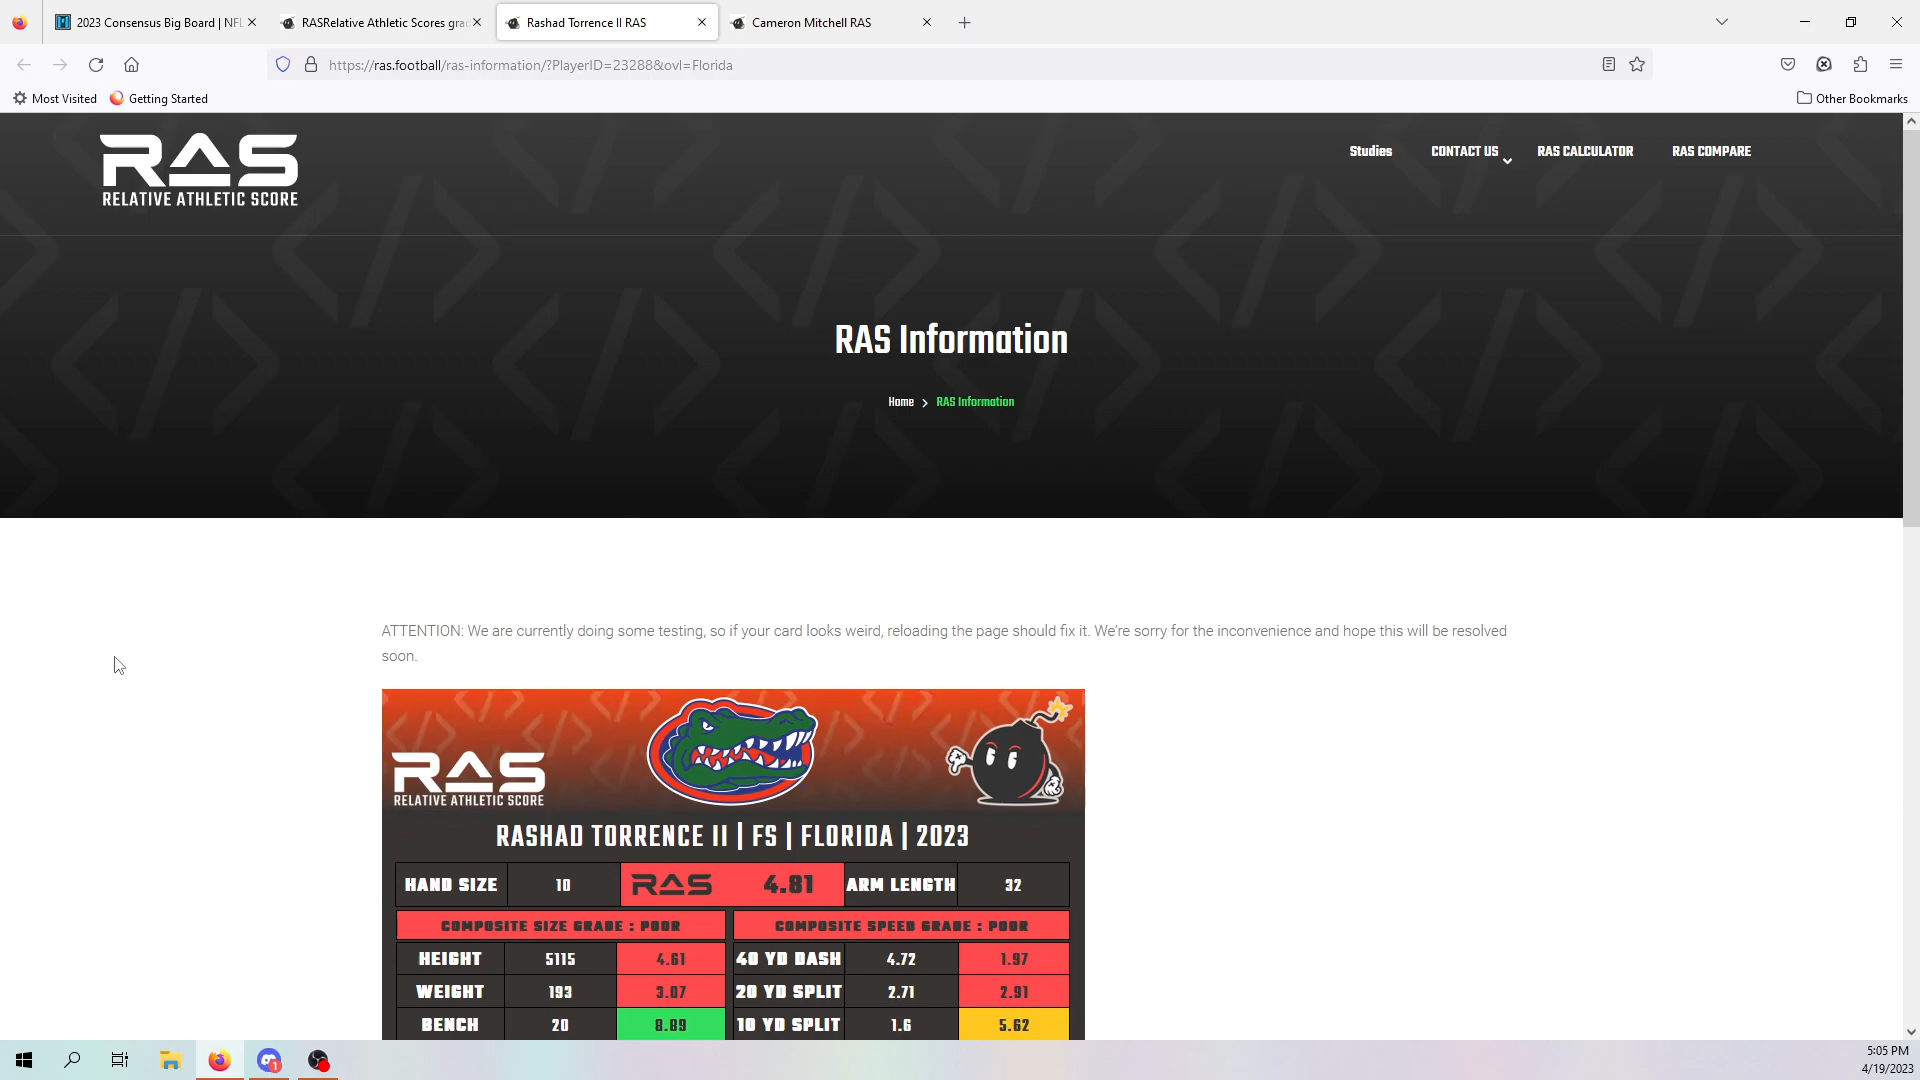 2023 Consensus Big Board | NFL
RASRelative Athletic Scores grad
Rashad Torrence II RAS
Cameron Mitchell RAS
https://ras.football/ras-information/?PlayerID=23288&ovl=Florida
Most Visited
Getting Started
Other Bookmarks
RAS
RELATIVE ATHLETIC SCORE
Studies
CONTACT US
RAS CALCULATOR
RAS COMPARE
RAS Information
Home > RAS Information
ATTENTION: We are currently doing some testing, so if your card looks weird, reloading the page should fix it. We're sorry for the inconvenience and hope this will be resolved
soon.
RAS
RELATIVE ATHLETIC SCORE
RASHAD TORRENCE II | FS | FLORIDA | 2023
HAND SIZE 10 RAS 4.81 ARM LENGTH 32
COMPOSITE SIZE GRADE : POOR COMPOSITE SPEED GRADE : POOR
HEIGHT 5115 4.61 40 YD DASH 4.72 1.97
WEIGHT 193 3.07 20 YD SPLIT 2.71 2.91
BENCH 20 8.89 10 YD SPLIT 1.6 5.62
1
5:05 PM
4/19/2023